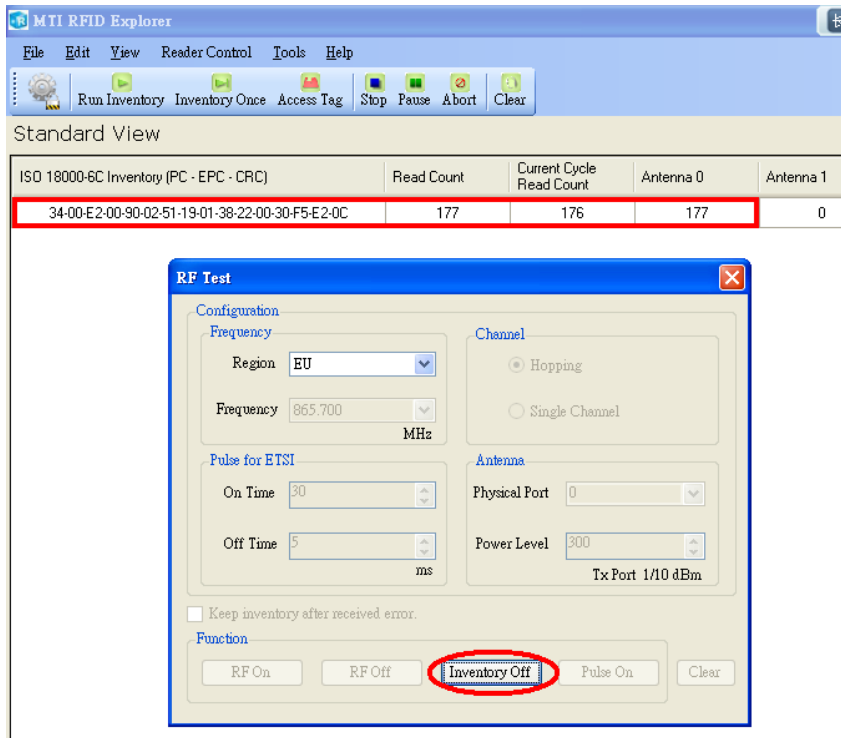 MTI RFID Explorer
File Edit View Reader Control Tools Help
Run Inventory Inventory Once Access Tag Stop Pause Abort Clear
Standard View
ISO 18000-6C Inventory (PC - EPC - CRC) Read Count Current Cycle Read Count Antenna 0 Antenna 1
34-00-E2-00-90-02-51-19-01-38-22-00-30-F5-E2-0C 177 176 177 0
RF Test
Configuration
Frequency
Region EU
Frequency 865.700
MHz
Channel
Hopping
Single Channel
Pulse for ETSI
On Time 30
Off Time 5
ms
Antenna
Physical Port 0
Power Level 300
Tx Port 1/10 dBm
Keep inventory after received error.
Function
RF On RF Off Inventory Off Pulse On Clear